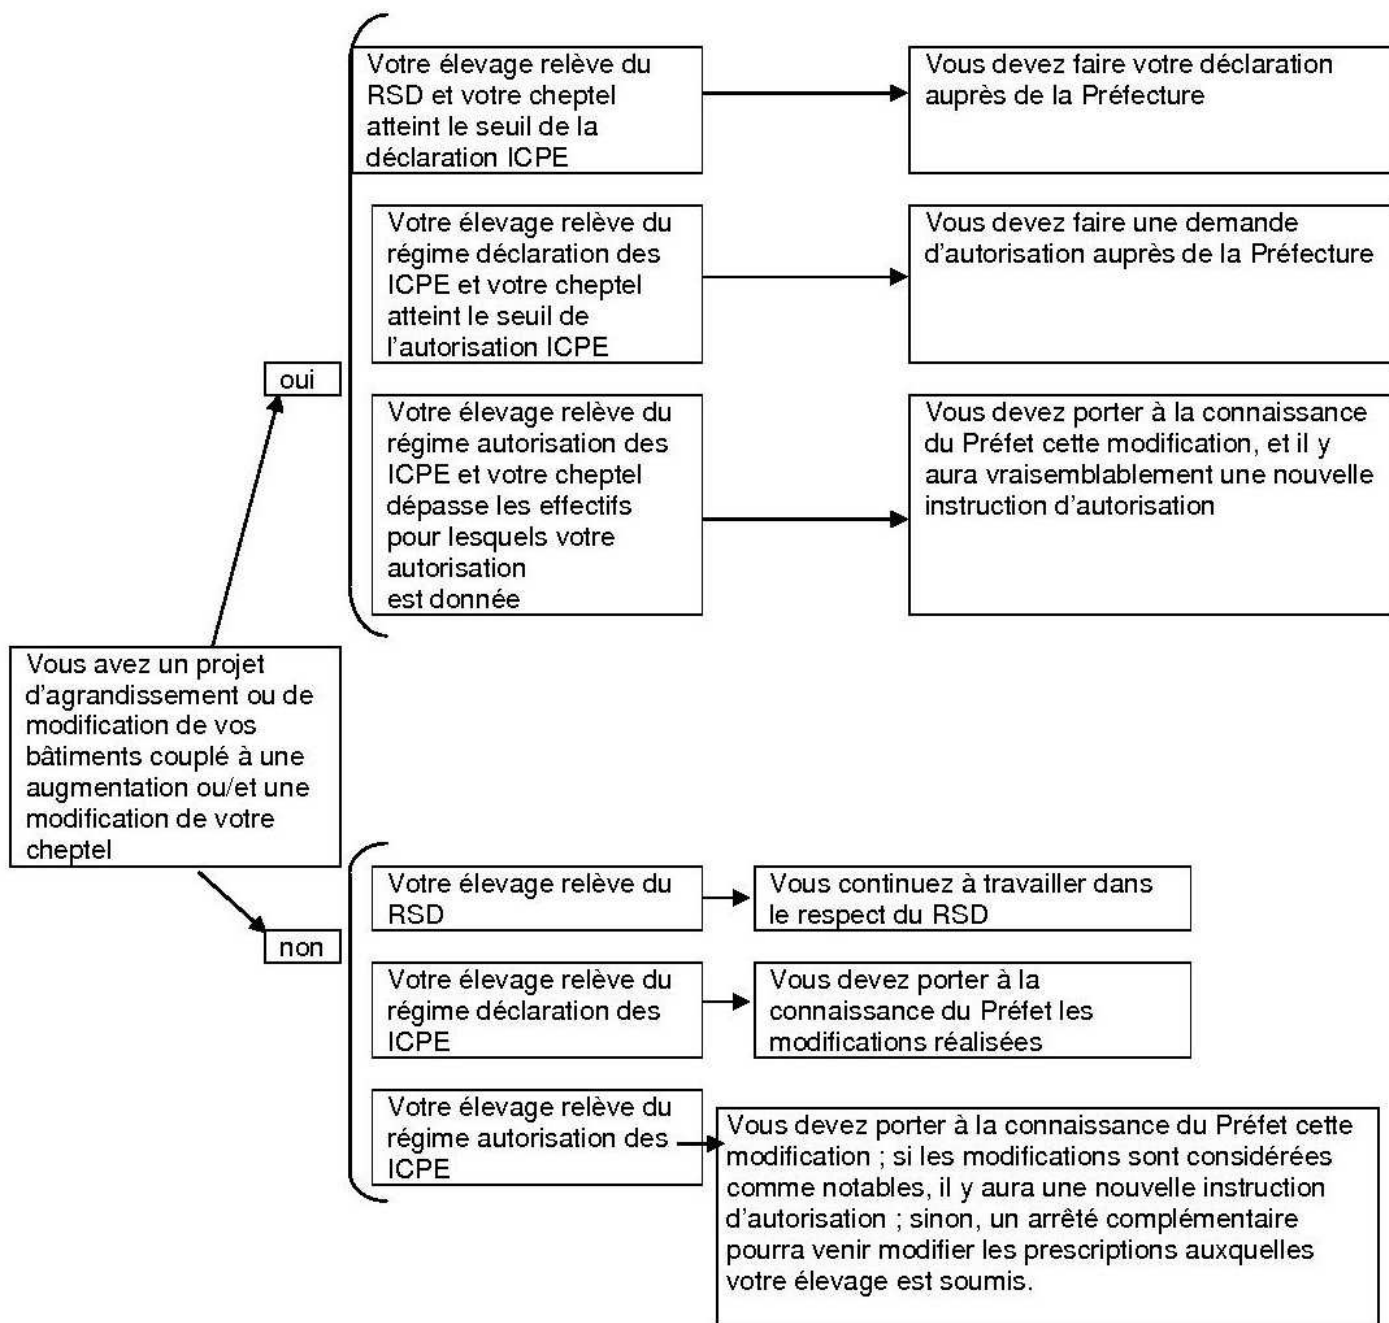 Votre élevage relève du
RSD et votre cheptel
atteint le seuil de la
déclaration ICPE
Vous devez faire votre déclaration
auprès de la Préfecture
Votre élevage relève du
régime déclaration des
ICPE et votre cheptel
atteint le seuil de
l'autorisation ICPE
Vous devez faire une demande
d'autorisation auprès de la Préfecture
oui
Votre élevage relève du
régime autorisation des
ICPE et votre cheptel
dépasse les effectifs
pour lesquels votre
autorisation
est donnée
Vous devez porter à la connaissance
du Préfet cette modification, et il y
aura vraisemblablement une nouvelle
instruction d'autorisation
Vous avez un projet
d'agrandissement ou de
modification de vos
bâtiments couplé à une
augmentation ou/et une
modification de votre
cheptel
non
Votre élevage relève du
RSD
Vous continuez à travailler dans
le respect du RSD
Votre élevage relève du
régime déclaration des
ICPE
Vous devez porter à la
connaissance du Préfet les
modifications réalisées
Votre élevage relève du
régime autorisation des
ICPE
Vous devez porter à la connaissance du Préfet cette
modification ; si les modifications sont considérées
comme notables, il y aura une nouvelle instruction
d'autorisation ; sinon, un arrêté complémentaire
pourra venir modifier les prescriptions auxquelles
votre élevage est soumis.